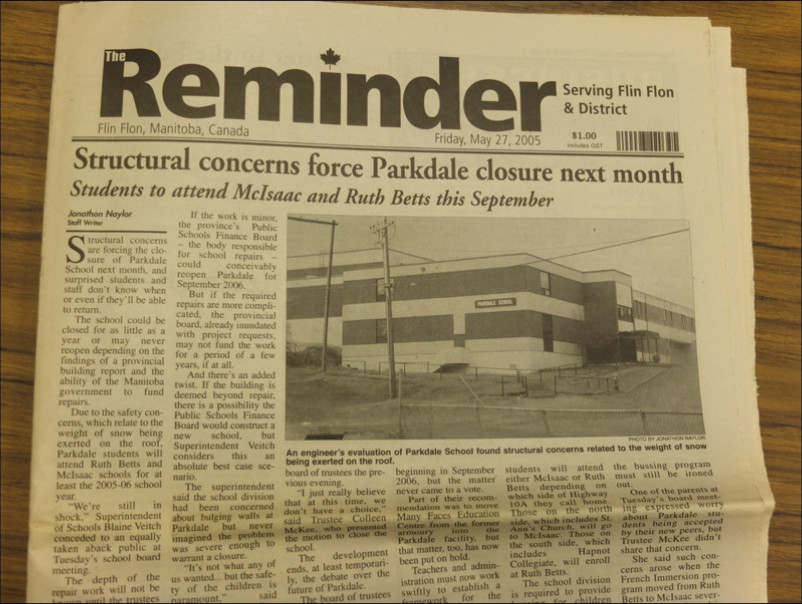 The
Reminder
Serving Flin Flon
& District
Flin Flon, Manitoba, Canada
Friday, May 27, 2005
$1.00
includes GST
Structural concerns force Parkdale closure next month
Students to attend McIsaac and Ruth Betts this September
Jonathon Naylor
Staff Writer
Structural concerns
are forcing the clo-
sure of Parkdale
School next month, and
surprised students and
staff don't know when
or even if they'll be able
to return.
The school could be
closed for as little as a
year or may never
reopen depending on the
findings of a provincial
building report and the
ability of the Manitoba
government to fund
repairs.
Due to the safety con-
cerns, which relate to the
weight of snow being
exerted on the roof,
Parkdale students will
attend Ruth Betts and
McIsaac schools for at
least the 2005-06 school
year.
"We're still in
shock," Superintendent
of Schools Blaine Veitch
conceded to an equally
taken aback public at
Tuesday's school board
meeting.
The depth of the
repair work will not be
known until the trustees
If the work is minor,
the province's Public
Schools Finance Board
– the body responsible
for school repairs –
could conceivably
reopen Parkdale for
September 2006.
But if the required
repairs are more compli-
cated, the provincial
board, already inundated
with project requests,
may not fund the work
for a period of a few
years, if at all.
And there's an added
twist. If the building is
deemed beyond repair,
there is a possibility the
Public Schools Finance
Board would construct a
new school, but
Superintendent Veitch
considers this an
absolute best case sce-
nario.
The superintendent
said the school division
had been concerned
about bulging walls at
Parkdale but never
imagined the problem
was severe enough to
warrant a closure.
"It's not what any of
us wanted... but the safe-
ty of the children is
paramount," said
PARKDALE SCHOOL
PHOTO BY JONATHON NAYLOR
An engineer's evaluation of Parkdale School found structural concerns related to the weight of snow
being exerted on the roof.
board of trustees the pre-
vious evening.
"I just really believe
that at this time, we
don't have a choice,"
said Trustee Colleen
McKee, who presented
the motion to close the
school.
The development
ends, at least temporari-
ly, the debate over the
future of Parkdale.
The board of trustees
beginning in September
2006, but the matter
never came to a vote.
Part of their recom-
mendation was to move
Many Faces Education
Centre from the former
armoury into the
Parkdale facility, but
that matter, too, has now
been put on hold.
Teachers and admin-
istration must now work
swiftly to establish a
framework for the
students will attend
either McIsaac or Ruth
Betts depending on
which side of Highway
10A they call home.
Those on the north
side, which includes St.
Ann's Church, will go
to McIsaac. Those on
the south side, which
includes Hapnot
Collegiate, will enroll
at Ruth Betts.
The school division
is required to provide
for children
the bussing program
must still be ironed
out.
One of the parents at
Tuesday's board meet-
ing expressed worry
about Parkdale stu-
dents being accepted
by their new peers, but
Trustee McKee didn't
share that concern.
She said such con-
cerns arose when the
French Immersion pro-
gram moved from Ruth
Betts to McIsaac sever-